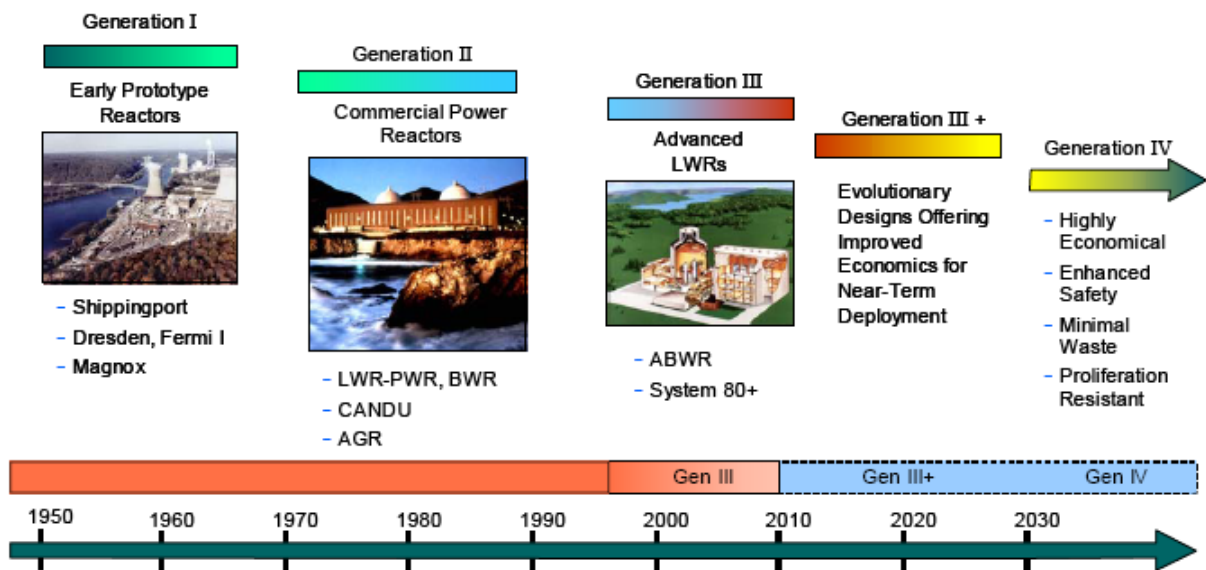 Generation I
Early Prototype
Reactors
– Shippingport
– Dresden, Fermi I
– Magnox
Generation II
Commercial Power
Reactors
– LWR-PWR, BWR
– CANDU
– AGR
Generation III
Advanced
LWRs
– ABWR
– System 80+
Generation III +
Evolutionary
Designs Offering
Improved
Economics for
Near-Term
Deployment
Generation IV
– Highly
Economical
– Enhanced
Safety
– Minimal
Waste
– Proliferation
Resistant
Gen III
Gen III+
Gen IV
1950
1960
1970
1980
1990
2000
2010
2020
2030